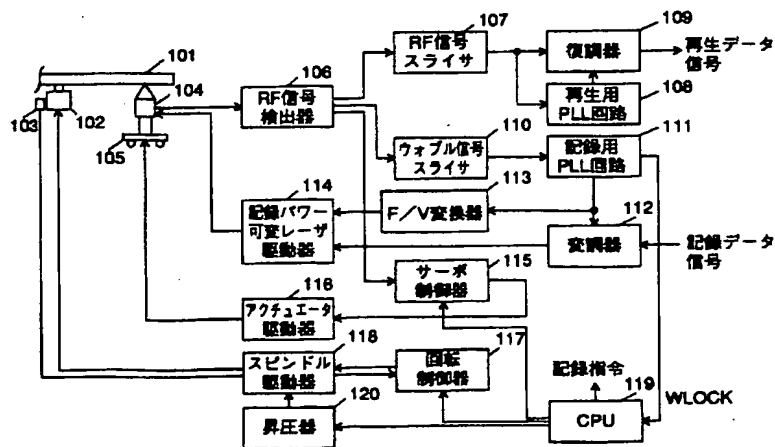 101
104
103
102
105
106
RF信号
検出器
107
RF信号
スライサ
109
復調器
再生データ
信号
108
再生用
PLL回路
110
ウォブル信号
スライサ
111
記録用
PLL回路
114
記録パワー
可変レーザ
駆動器
113
F/V変換器
112
変調器
記録データ
信号
115
サーボ
制御器
116
アクチュエータ
駆動器
118
スピンドル
駆動器
117
回転
制御器
記録指令
119
CPU
WLOCK
120
昇圧器